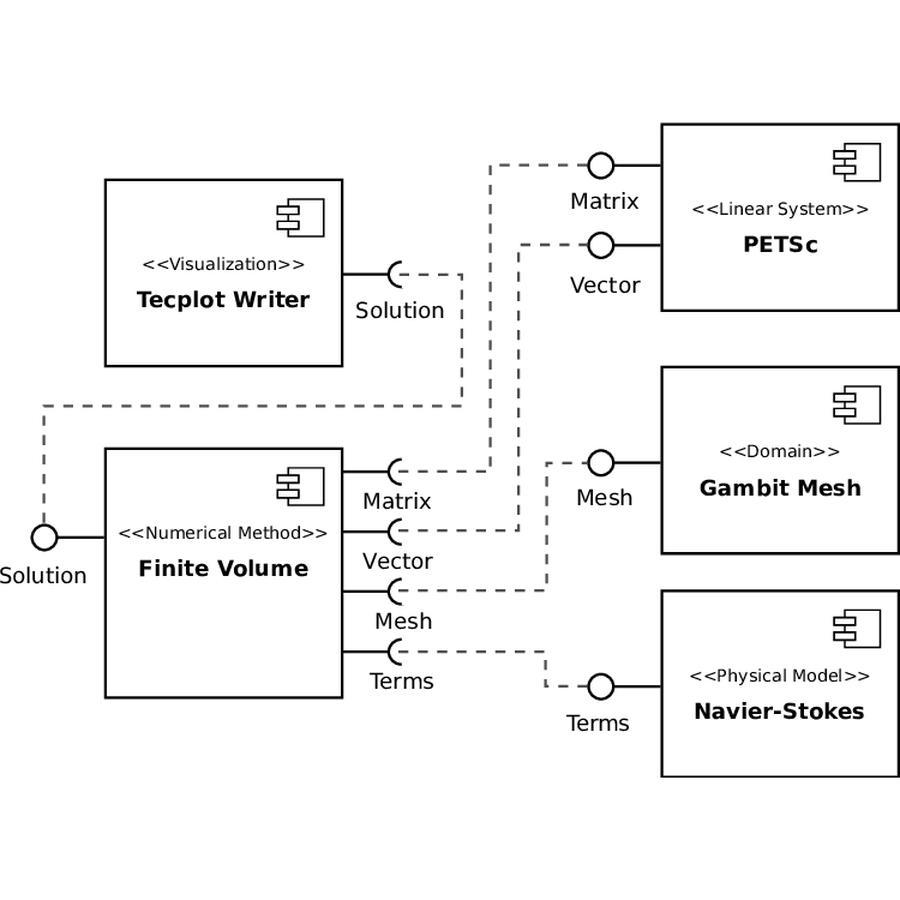 <<Visualization>>
Tecplot Writer
Solution
<<Numerical Method>>
Finite Volume
Solution
Matrix
Vector
Mesh
Terms
Matrix
Vector
<<Linear System>>
PETSc
Mesh
<<Domain>>
Gambit Mesh
Terms
<<Physical Model>>
Navier-Stokes